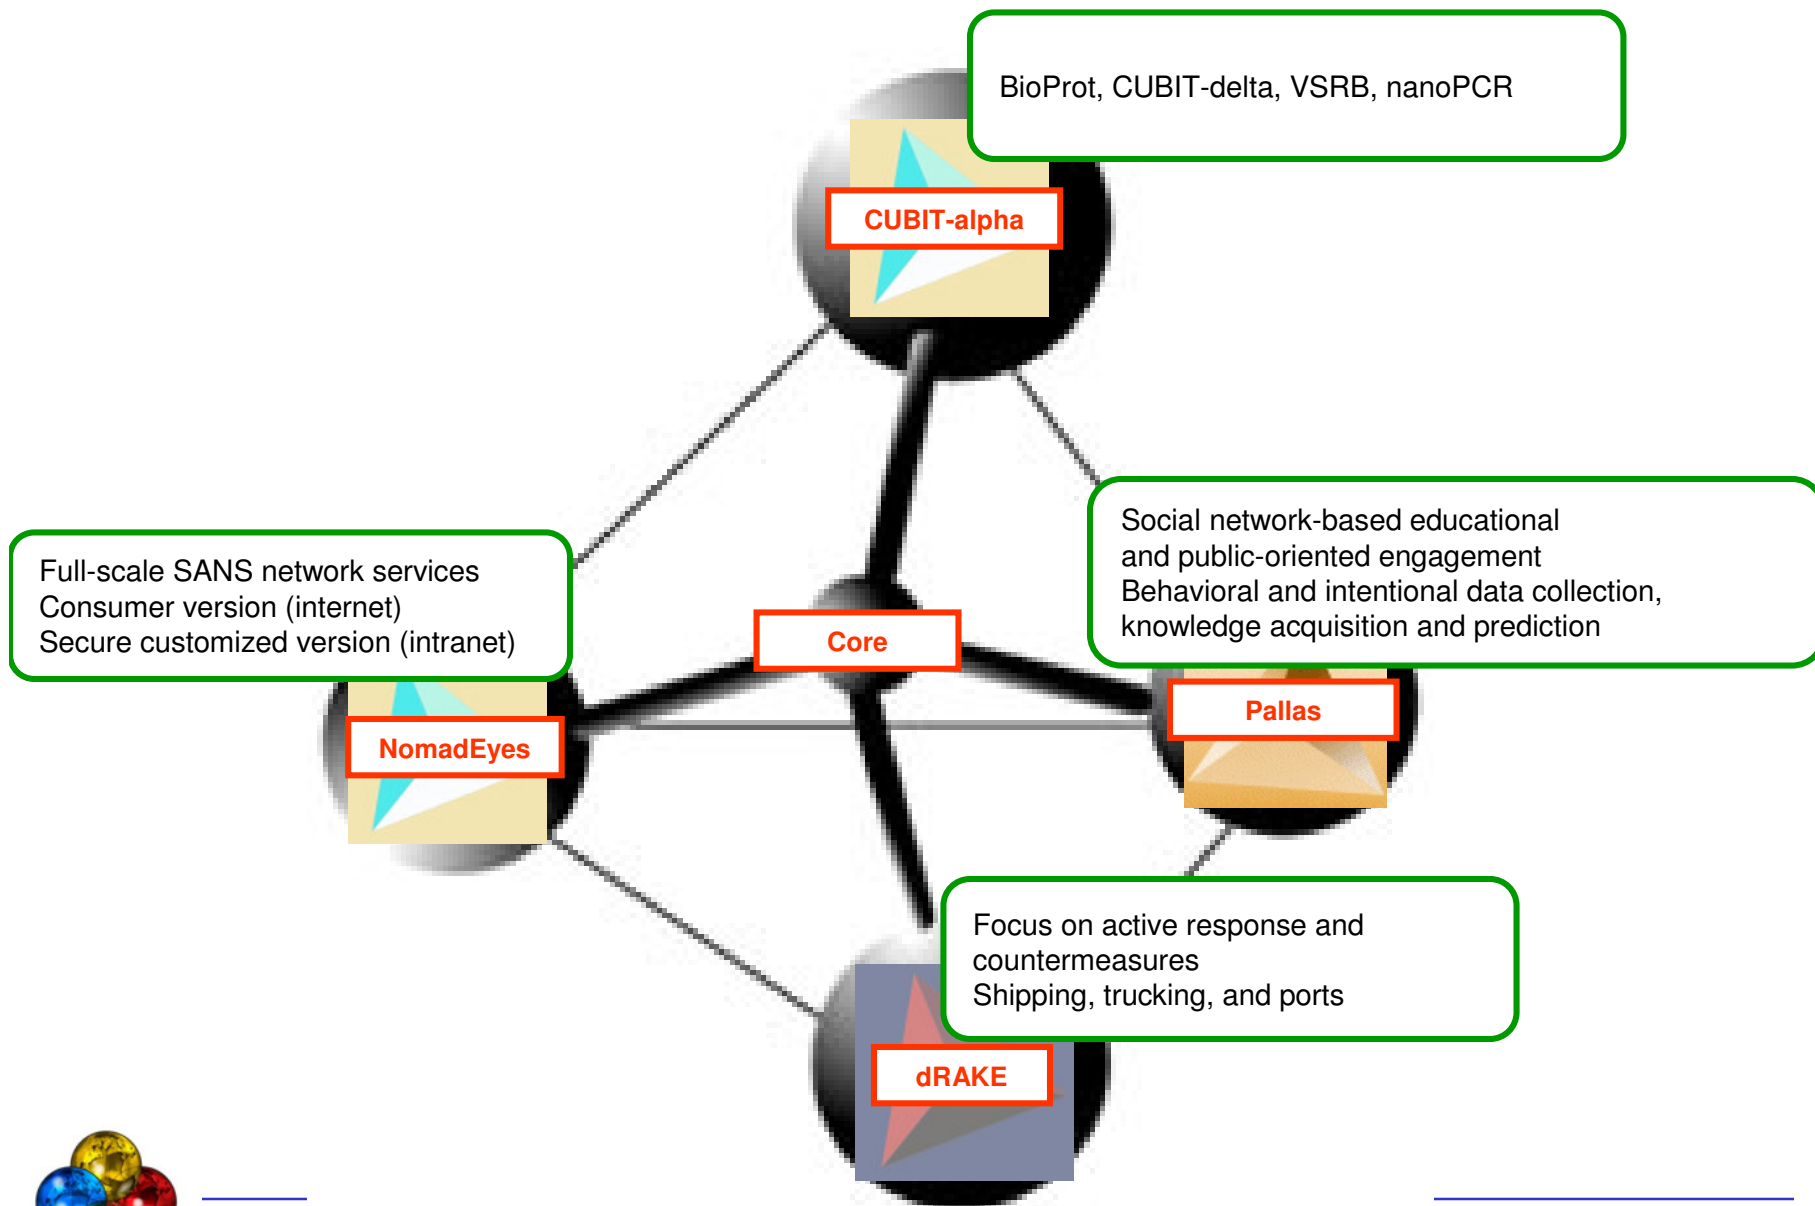 BioProt, CUBIT-delta, VSRB, nanoPCR
CUBIT-alpha
Social network-based educational
and public-oriented engagement
Behavioral and intentional data collection,
knowledge acquisition and prediction
Full-scale SANS network services
Consumer version (internet)
Secure customized version (intranet)
Core
Pallas
NomadEyes
Focus on active response and
countermeasures
Shipping, trucking, and ports
dRAKE